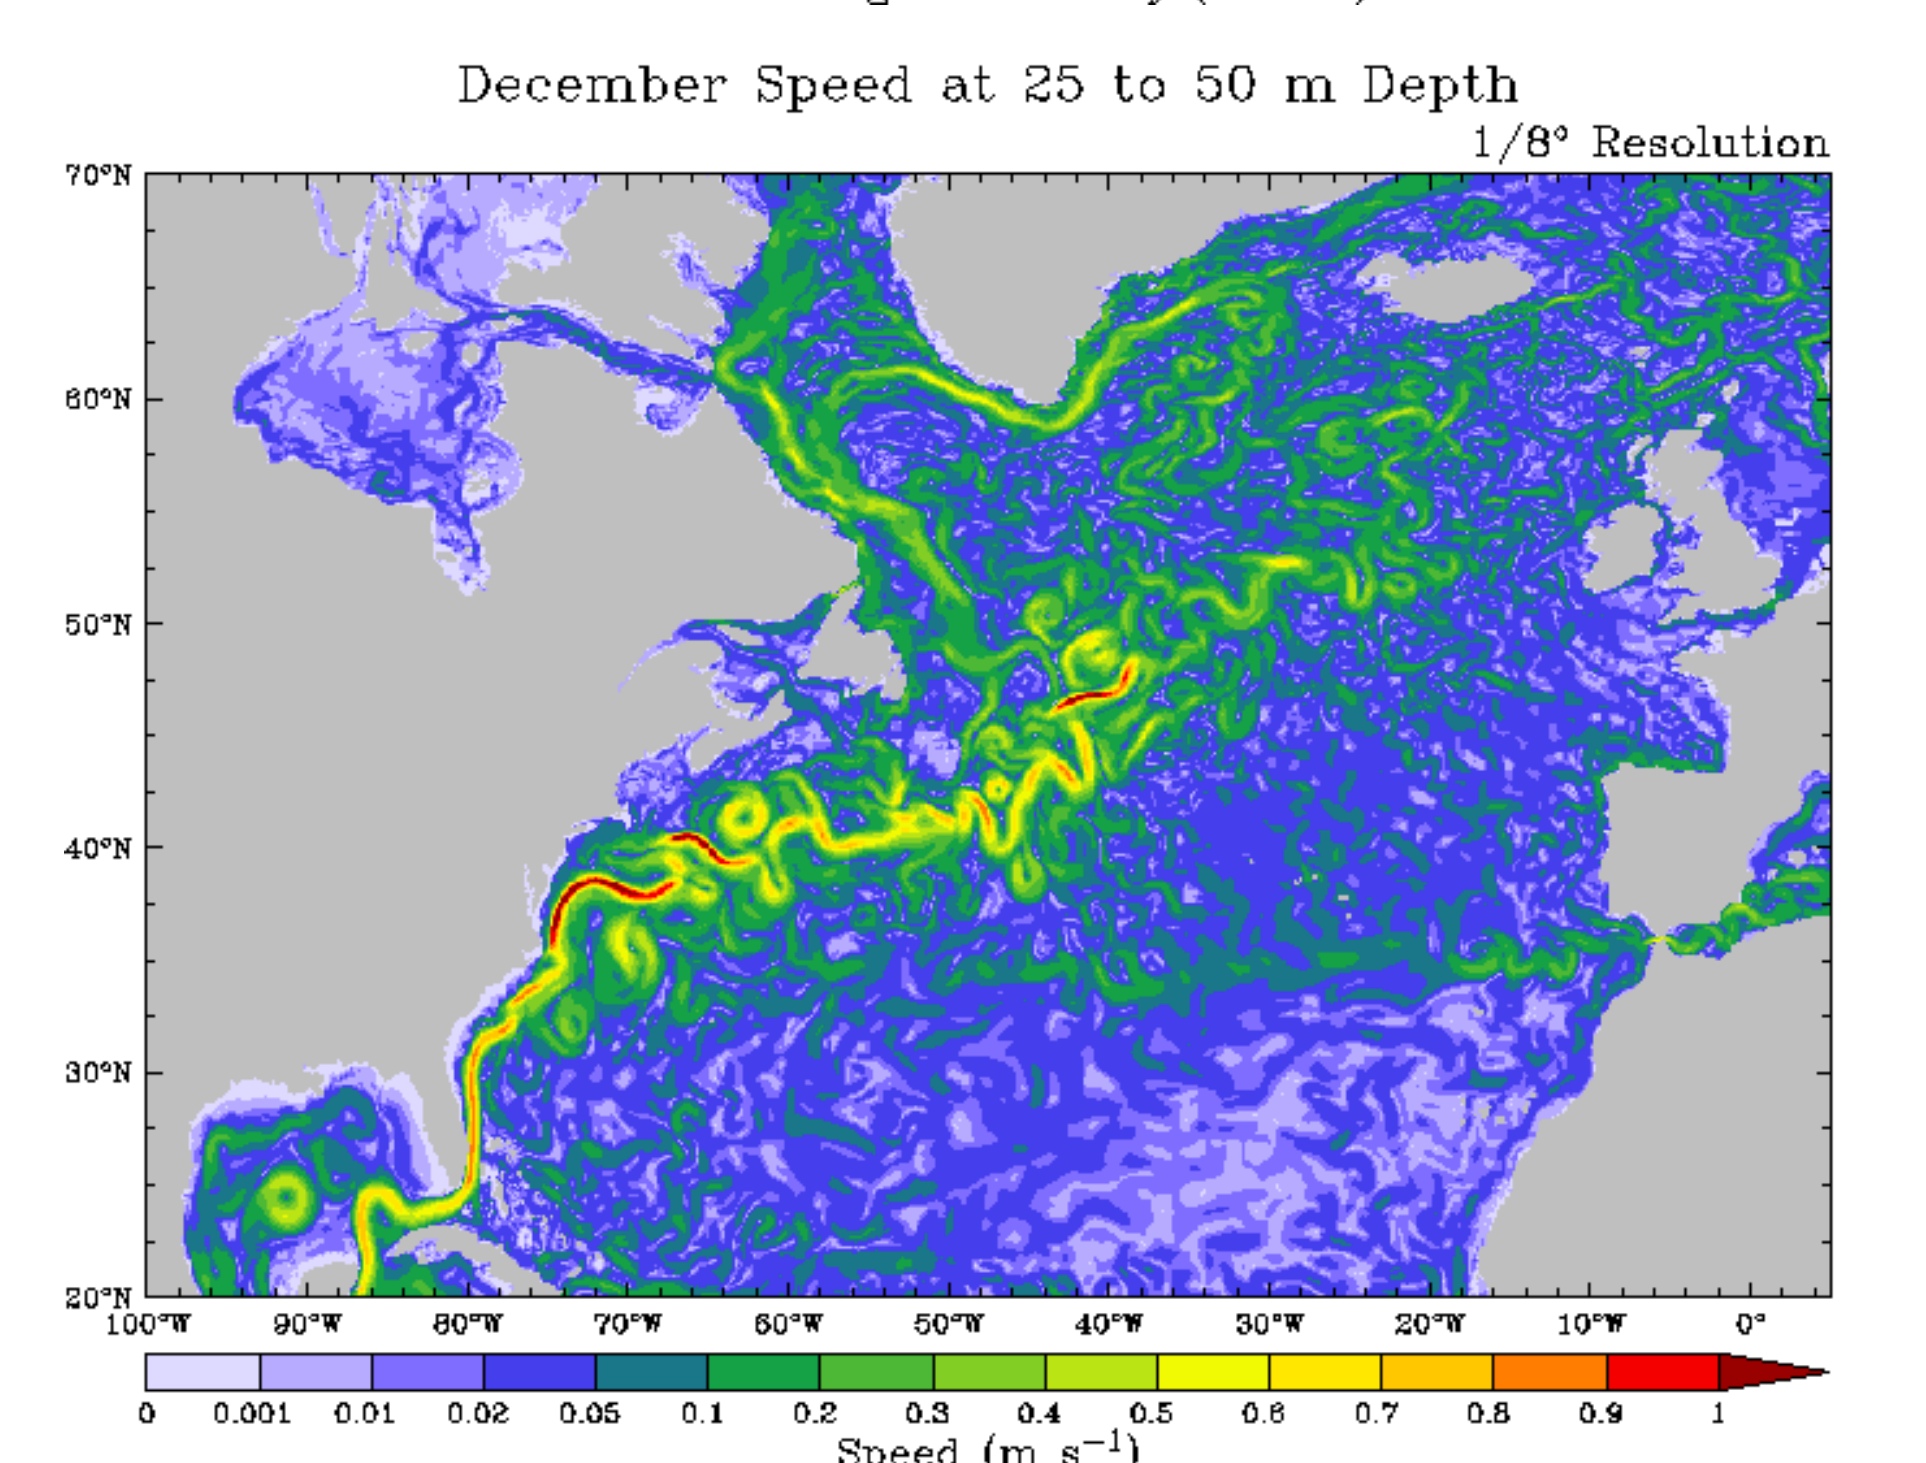 December Speed at 25 to 50 m Depth
1/8° Resolution
70°N
60°N
50°N
40°N
30°N
20°N
100°W 90°W 80°W 70°W 60°W 50°W 40°W 30°W 20°W 10°W 0°
0 0.001 0.01 0.02 0.05 0.1 0.2 0.3 0.4 0.5 0.6 0.7 0.8 0.9 1
Speed (m s⁻¹)